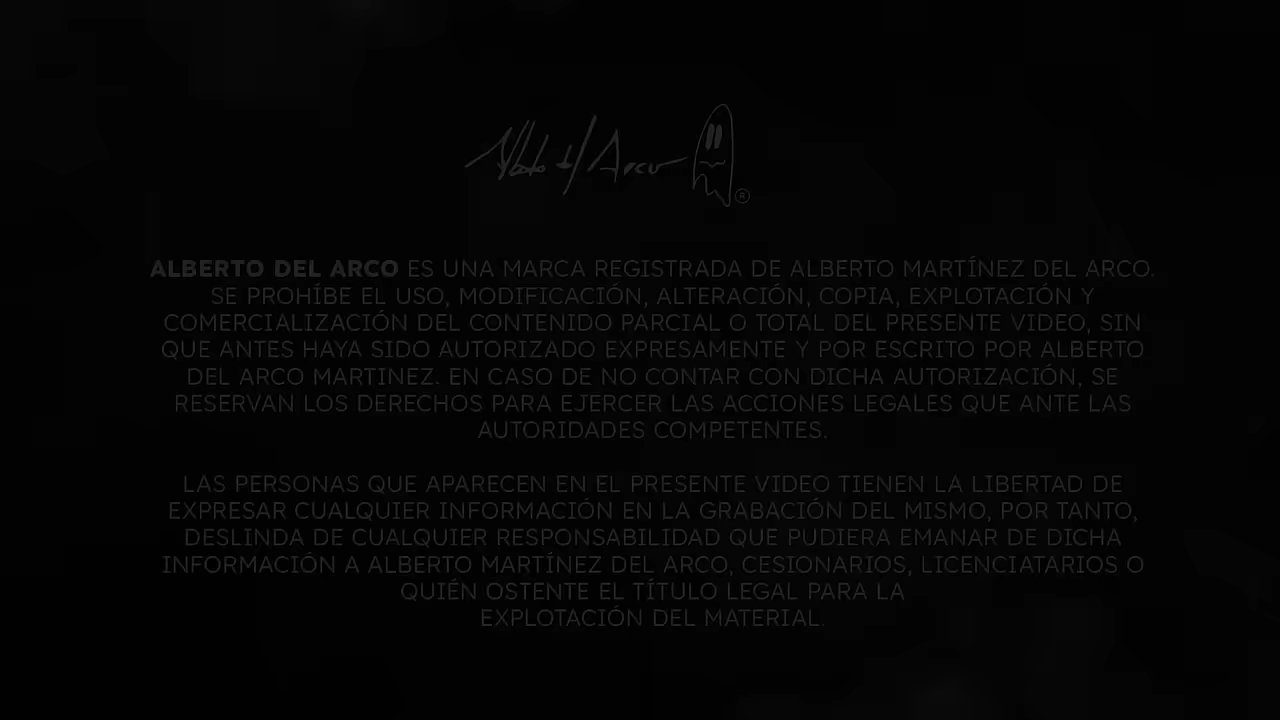 Alberto del Arco ®
ALBERTO DEL ARCO ES UNA MARCA REGISTRADA DE ALBERTO MARTÍNEZ DEL ARCO.
SE PROHÍBE EL USO, MODIFICACIÓN, ALTERACIÓN, COPIA, EXPLOTACIÓN Y
COMERCIALIZACIÓN DEL CONTENIDO PARCIAL O TOTAL DEL PRESENTE VIDEO, SIN
QUE ANTES HAYA SIDO AUTORIZADO EXPRESAMENTE Y POR ESCRITO POR ALBERTO
DEL ARCO MARTINEZ. EN CASO DE NO CONTAR CON DICHA AUTORIZACIÓN, SE
RESERVAN LOS DERECHOS PARA EJERCER LAS ACCIONES LEGALES QUE ANTE LAS
AUTORIDADES COMPETENTES.
LAS PERSONAS QUE APARECEN EN EL PRESENTE VIDEO TIENEN LA LIBERTAD DE
EXPRESAR CUALQUIER INFORMACIÓN EN LA GRABACIÓN DEL MISMO, POR TANTO,
DESLINDA DE CUALQUIER RESPONSABILIDAD QUE PUDIERA EMANAR DE DICHA
INFORMACIÓN A ALBERTO MARTÍNEZ DEL ARCO, CESIONARIOS, LICENCIATARIOS O
QUIÉN OSTENTE EL TÍTULO LEGAL PARA LA
EXPLOTACIÓN DEL MATERIAL.